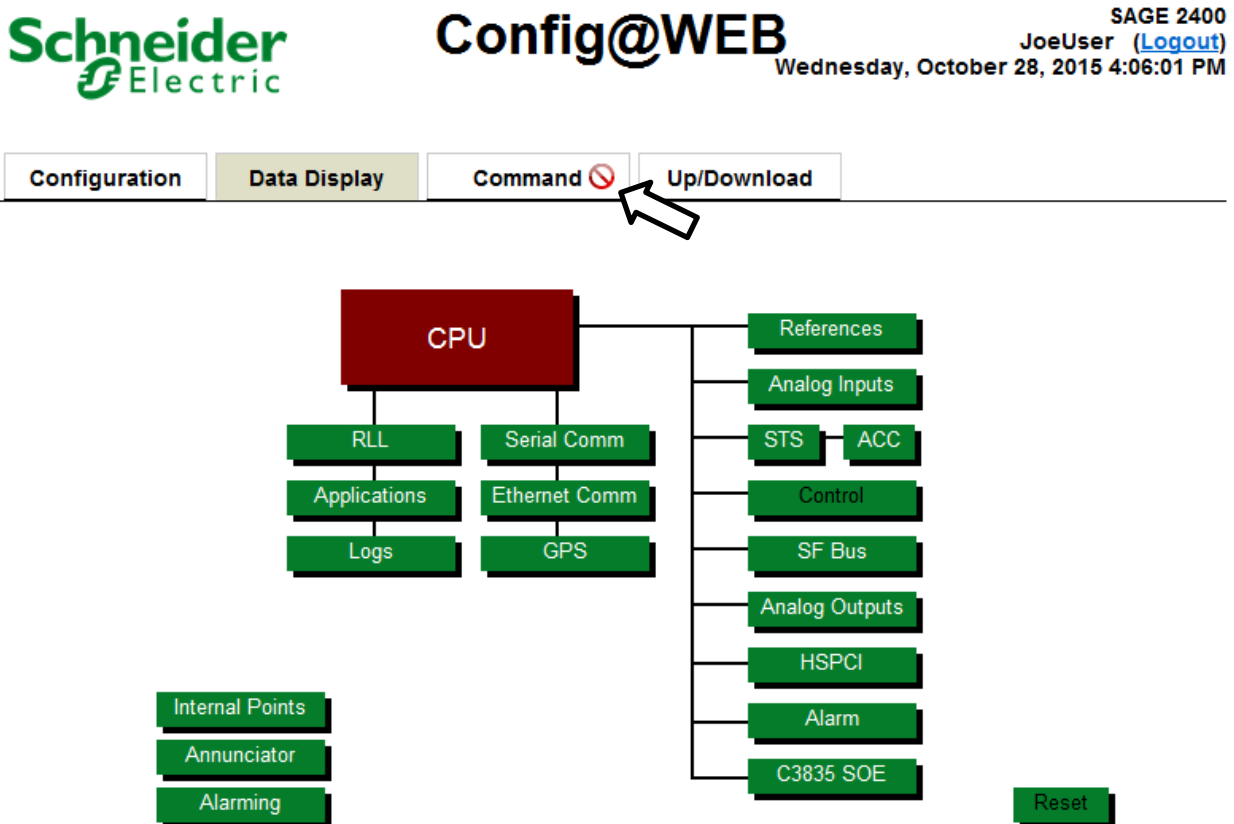 Schneider Electric
Config@WEB
SAGE 2400
JoeUser (Logout)
Wednesday, October 28, 2015 4:06:01 PM
Configuration
Data Display
Command
Up/Download
CPU
RLL
Applications
Logs
Serial Comm
Ethernet Comm
GPS
References
Analog Inputs
STS
ACC
Control
SF Bus
Analog Outputs
HSPCI
Alarm
C3835 SOE
Internal Points
Annunciator
Alarming
Reset